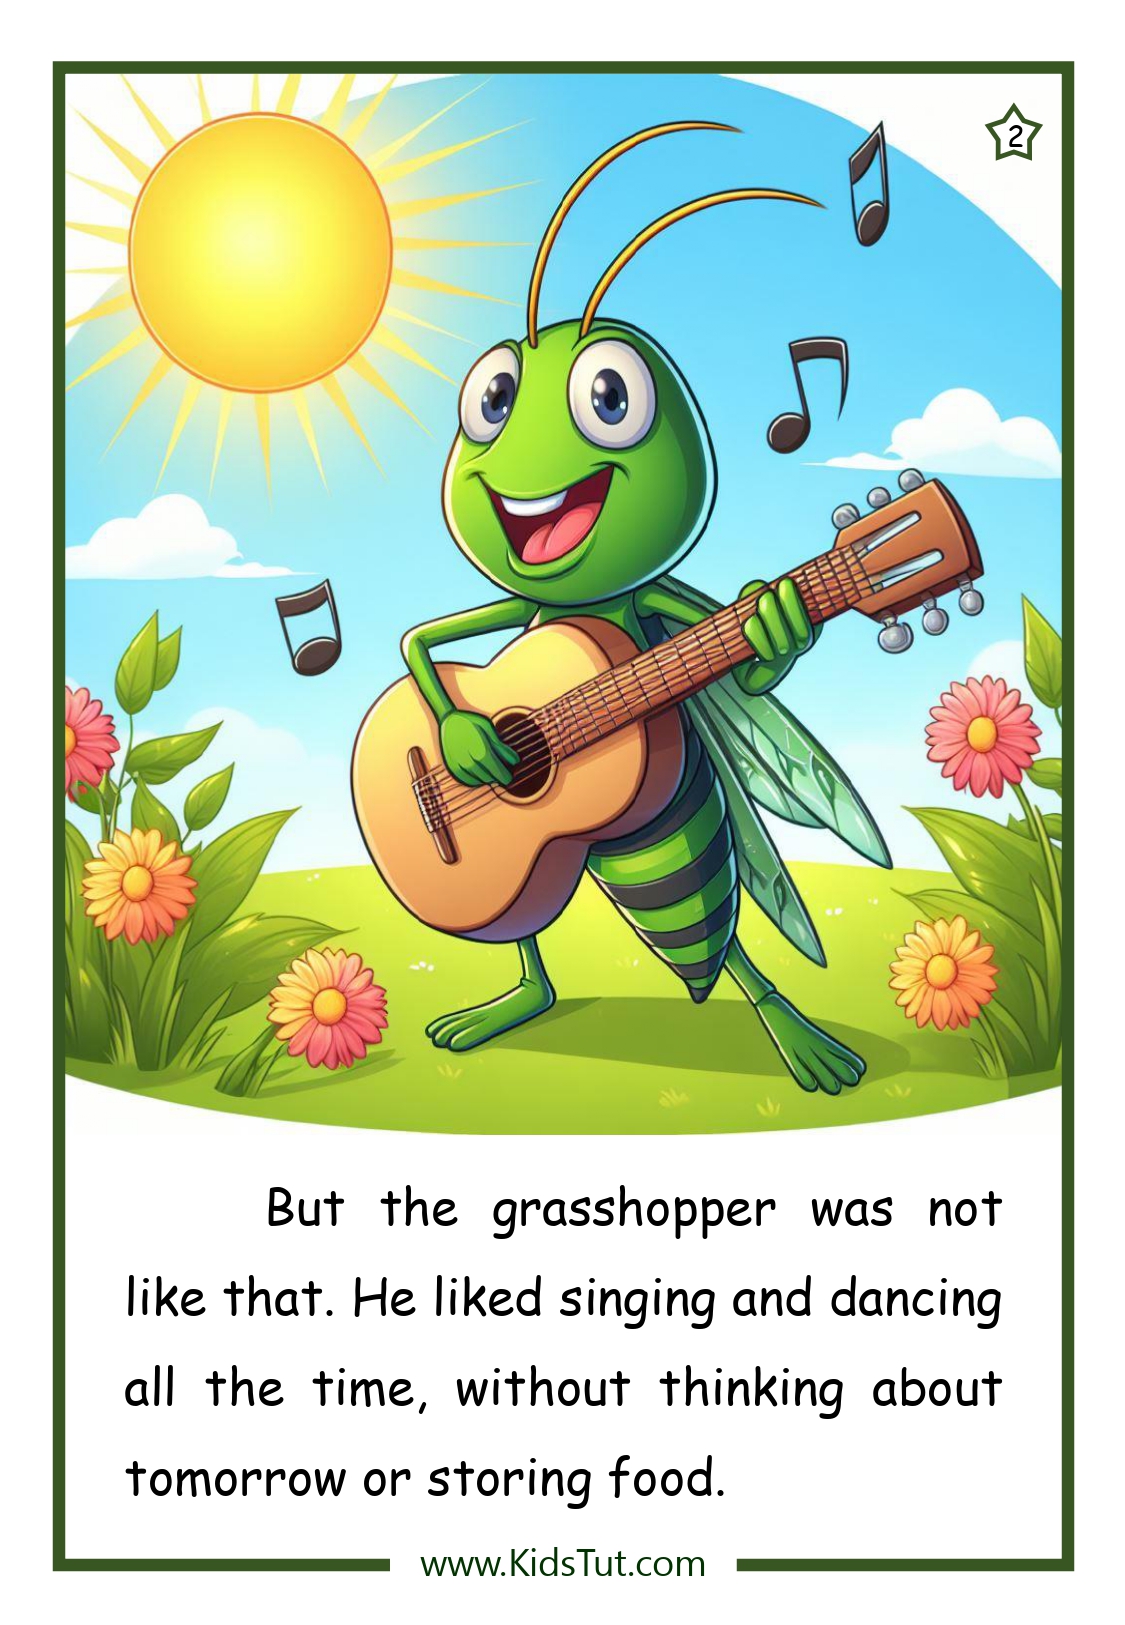 2
But the grasshopper was not
like that. He liked singing and dancing
all the time, without thinking about
tomorrow or storing food.
www.KidsTut.com